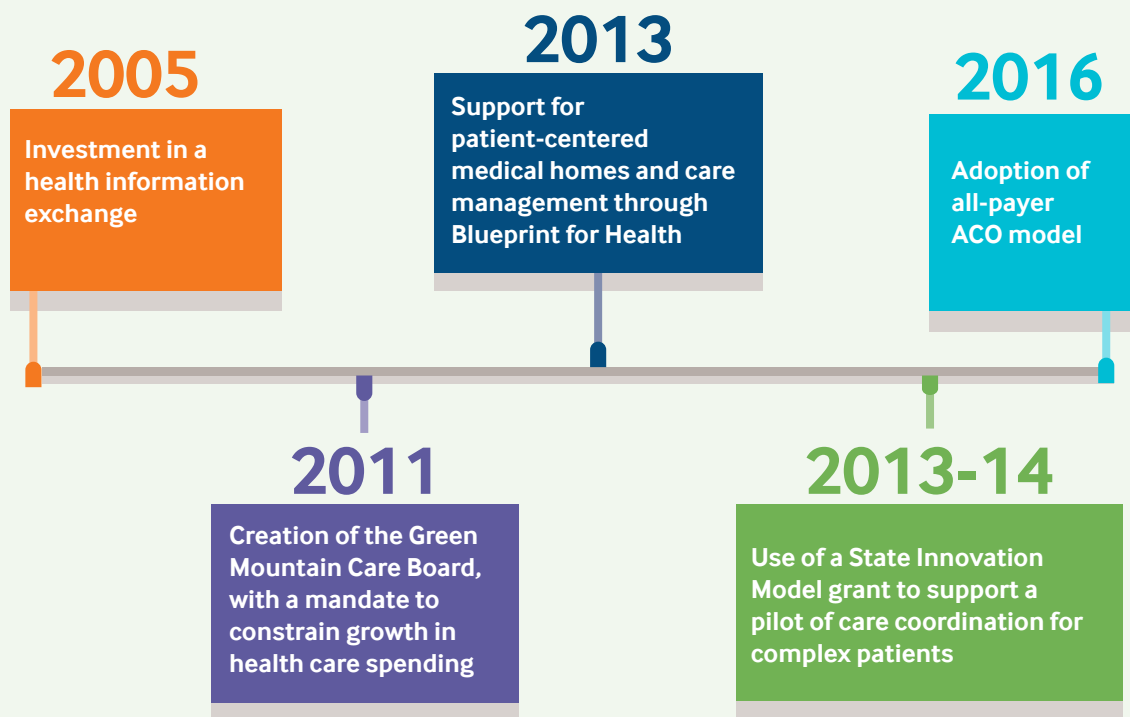 2005
Investment in a
health information
exchange
2011
Creation of the Green
Mountain Care Board,
with a mandate to
constrain growth in
health care spending
2013
Support for
patient-centered
medical homes and care
management through
Blueprint for Health
2013-14
Use of a State Innovation
Model grant to support a
pilot of care coordination for
complex patients
2016
Adoption of
all-payer
ACO model